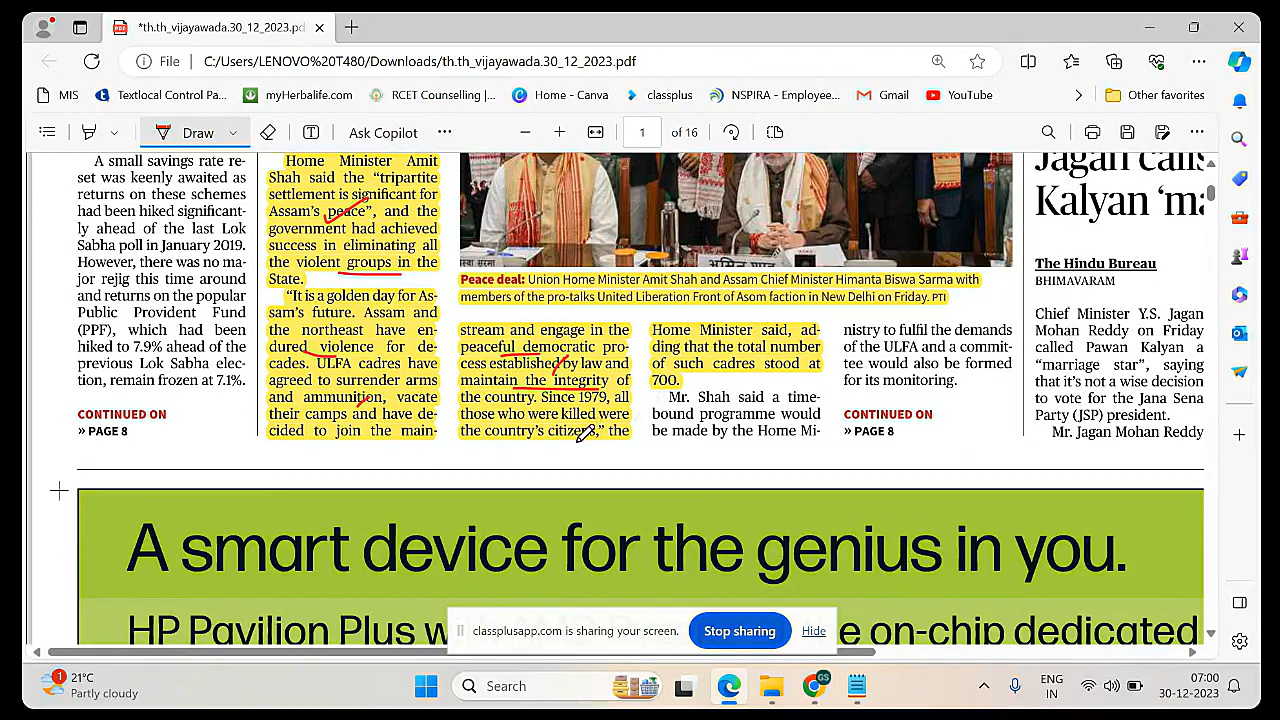 *th.th_vijayawada.30_12_2023.pd
File
C:/Users/LENOVO%20T480/Downloads/th.th_vijayawada.30_12_2023.pdf
MIS
Textlocal Control Pa...
myHerbalife.com
RCET Counselling |...
Home - Canva
classplus
NSPIRA - Employee...
Gmail
YouTube
Other favorites
Draw
Ask Copilot
1
of 16
A small savings rate re-
set was keenly awaited as
returns on these schemes
had been hiked significant-
ly ahead of the last Lok
Sabha poll in January 2019.
However, there was no ma-
jor rejig this time around
and returns on the popular
Public Provident Fund
(PPF), which had been
hiked to 7.9% ahead of the
previous Lok Sabha elec-
tion, remain frozen at 7.1%.
CONTINUED ON
» PAGE 8
Home Minister Amit
Shah said the “tripartite
settlement is significant for
Assam’s peace”, and the
government had achieved
success in eliminating all
the violent groups in the
State.
“It is a golden day for As-
sam’s future. Assam and
the northeast have en-
dured violence for de-
cades. ULFA cadres have
agreed to surrender arms
and ammunition, vacate
their camps and have de-
cided to join the main-
Peace deal: Union Home Minister Amit Shah and Assam Chief Minister Himanta Biswa Sarma with
members of the pro-talks United Liberation Front of Asom faction in New Delhi on Friday. PTI
stream and engage in the
peaceful democratic pro-
cess established by law and
maintain the integrity of
the country. Since 1979, all
those who were killed were
the country’s citizens,” the
Home Minister said, ad-
ding that the total number
of such cadres stood at
700.
Mr. Shah said a time-
bound programme would
be made by the Home Mi-
nistry to fulfil the demands
of the ULFA and a commit-
tee would also be formed
for its monitoring.
CONTINUED ON
» PAGE 8
Jagan calls
Kalyan ‘ma
The Hindu Bureau
BHIMAVARAM
Chief Minister Y.S. Jagan
Mohan Reddy on Friday
called Pawan Kalyan a
“marriage star”, saying
that it’s not a wise decision
to vote for the Jana Sena
Party (JSP) president.
Mr. Jagan Mohan Reddy
A smart device for the genius in you.
HP Pavilion Plus
e on-chip dedicated
classplusapp.com is sharing your screen.
Stop sharing
Hide
1
21°C
Partly cloudy
Search
GS
ENG
IN
07:00
30-12-2023